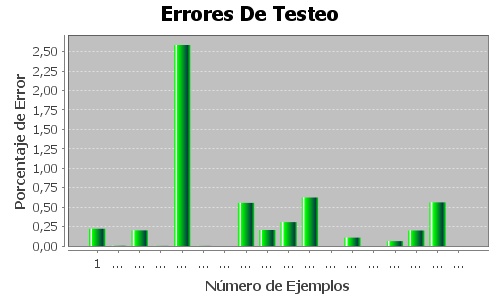 Errores De Testeo
Porcentaje de Error
2,50
2,25
2,00
1,75
1,50
1,25
1,00
0,75
0,50
0,25
0,00
1 ... ... ... ... ... ... ... ... ... ... ... ... ... ... ... ... ...
Número de Ejemplos